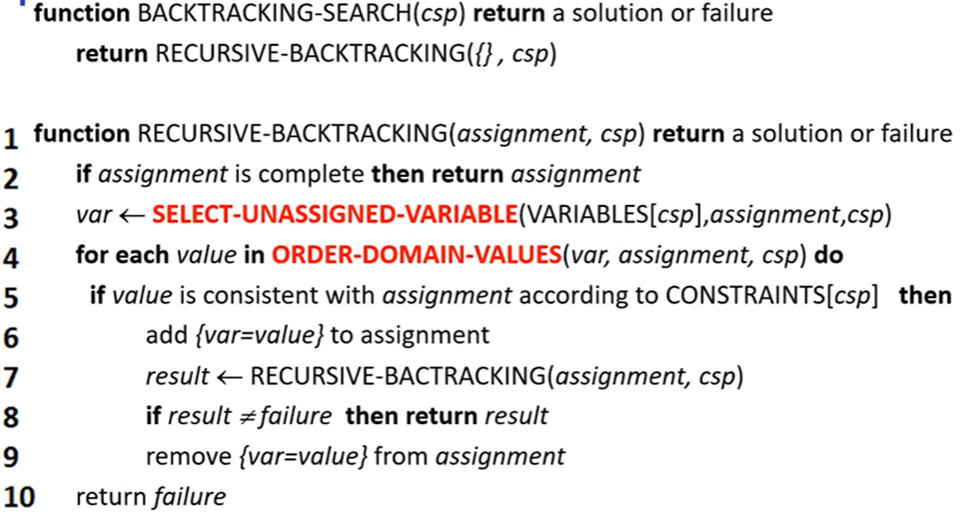 function BACKTRACKING-SEARCH(csp) return a solution or failure
return RECURSIVE-BACKTRACKING({} , csp)
1 function RECURSIVE-BACKTRACKING(assignment, csp) return a solution or failure
2 if assignment is complete then return assignment
3 var ← SELECT-UNASSIGNED-VARIABLE(VARIABLES[csp],assignment,csp)
4 for each value in ORDER-DOMAIN-VALUES(var, assignment, csp) do
5 if value is consistent with assignment according to CONSTRAINTS[csp] then
6 add {var=value} to assignment
7 result ← RECURSIVE-BACTRACKING(assignment, csp)
8 if result ≠ failure then return result
9 remove {var=value} from assignment
10 return failure